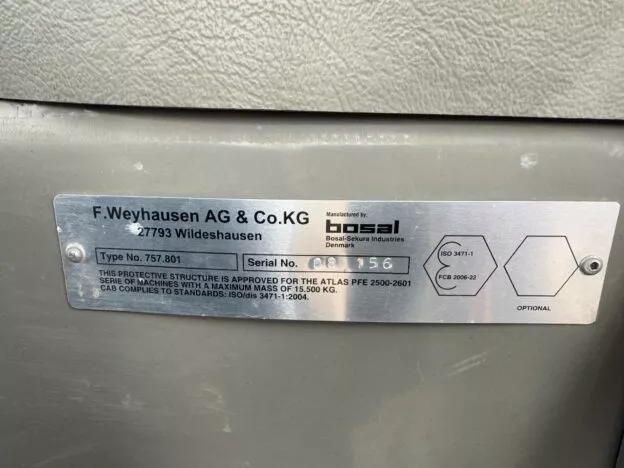 F.Weyhausen AG & Co.KG
27793 Wildeshausen
Manufactured by:
bosal
Bosal-Sekura Industries
Denmark
Type No. 757.801
Serial No. 08 156
THIS PROTECTIVE STRUCTURE IS APPROVED FOR THE ATLAS PFE 2500-2601
SERIE OF MACHINES WITH A MAXIMUM MASS OF 15.500 KG.
CAB COMPLIES TO STANDARDS: ISO/dis 3471-1:2004.
ISO 3471-1
FCB 2006-22
OPTIONAL